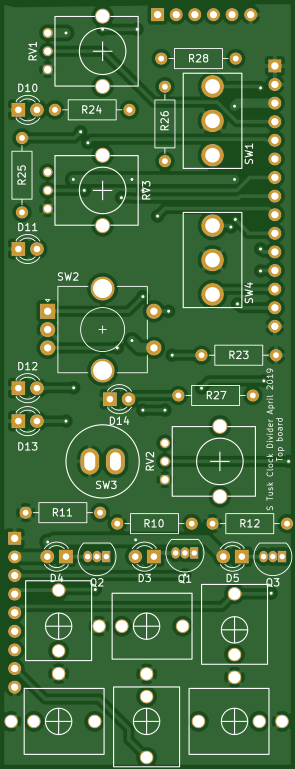 RV1
R28
D10
R24
R26
SW1
R25
RV3
D11
SW4
SW2
R23
D12
R27
D14
D13
S Tusk Clock Divider April 2019
Top board
RV2
SW3
R11
R10
R12
D4
Q2
D3
Q1
D5
Q3